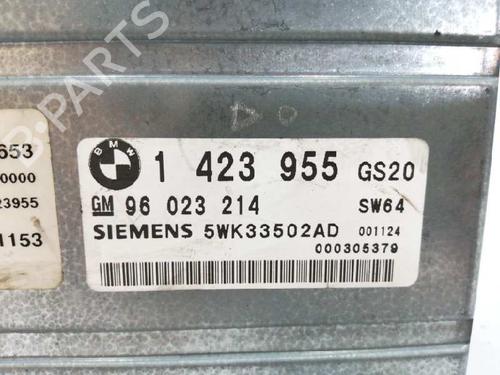 653
0000
23955
1153
BMW
1 423 955 GS20
GM 96 023 214 SW64
SIEMENS 5WK33502AD 001124
000305379
B-PARTS